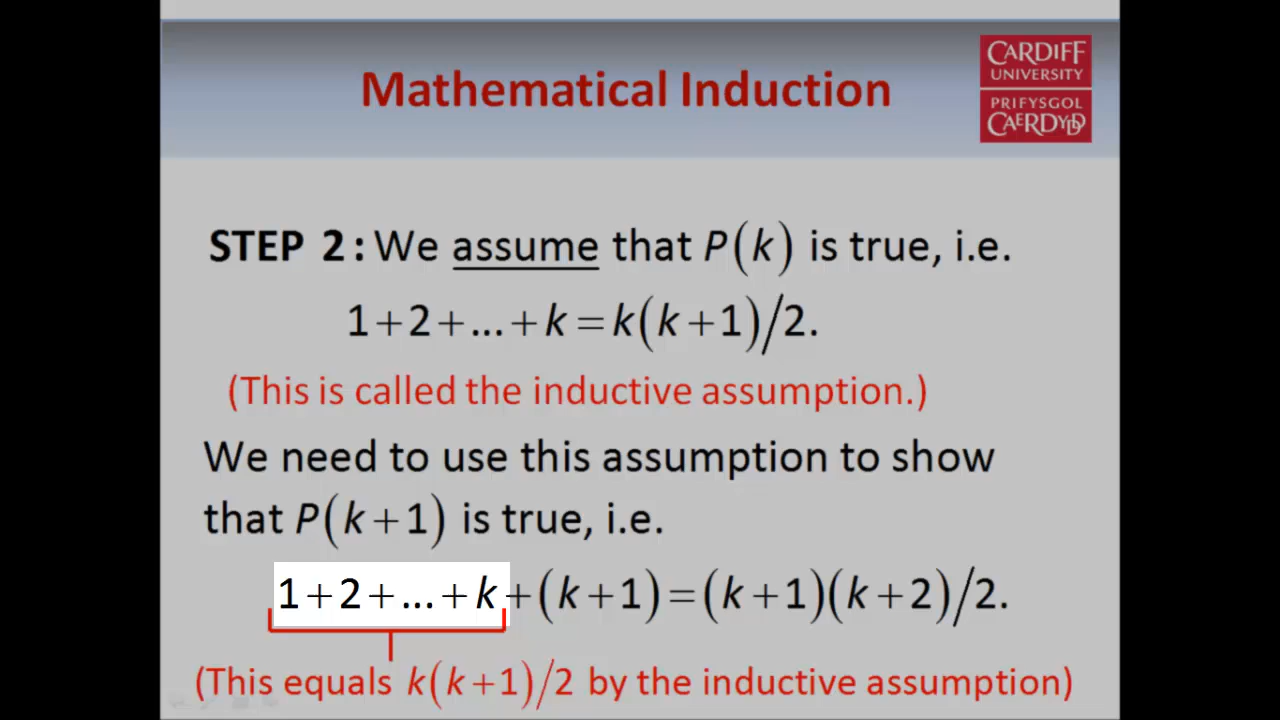 Mathematical Induction
CARDIFF
UNIVERSITY
PRIFYSGOL
CAERDYDD
STEP 2: We assume that P(k) is true, i.e.
1+2+...+k=k(k+1)/2.
(This is called the inductive assumption.)
We need to use this assumption to show
that P(k+1) is true, i.e.
1+2+...+k+(k+1)=(k+1)(k+2)/2.
(This equals k(k+1)/2 by the inductive assumption)